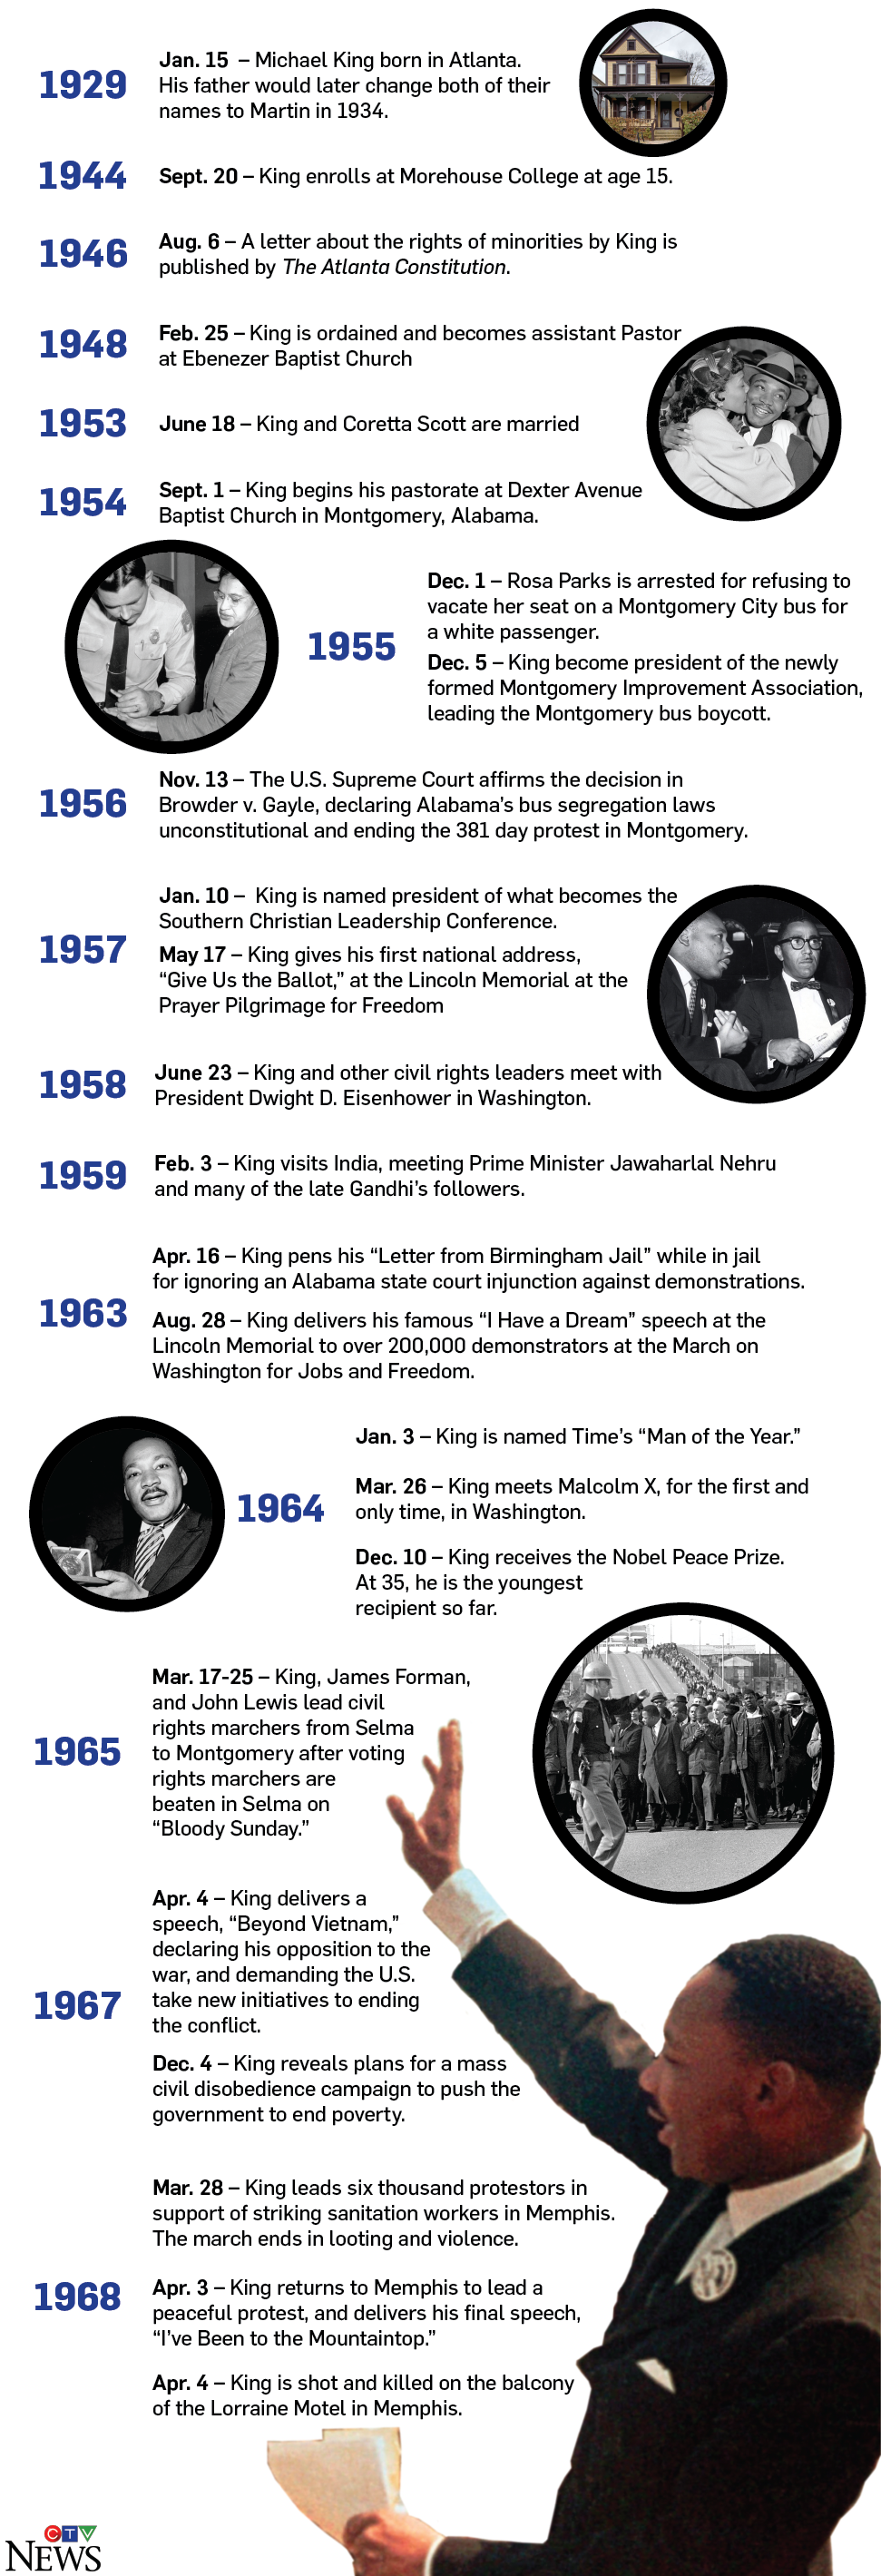 1929
Jan. 15 – Michael King born in Atlanta.
His father would later change both of their
names to Martin in 1934.
1944
Sept. 20 – King enrolls at Morehouse College at age 15.
1946
Aug. 6 – A letter about the rights of minorities by King is
published by The Atlanta Constitution.
1948
Feb. 25 – King is ordained and becomes assistant Pastor
at Ebenezer Baptist Church
1953
June 18 – King and Coretta Scott are married
1954
Sept. 1 – King begins his pastorate at Dexter Avenue
Baptist Church in Montgomery, Alabama.
1955
Dec. 1 – Rosa Parks is arrested for refusing to
vacate her seat on a Montgomery City bus for
a white passenger.
Dec. 5 – King become president of the newly
formed Montgomery Improvement Association,
leading the Montgomery bus boycott.
1956
Nov. 13 – The U.S. Supreme Court affirms the decision in
Browder v. Gayle, declaring Alabama's bus segregation laws
unconstitutional and ending the 381 day protest in Montgomery.
1957
Jan. 10 – King is named president of what becomes the
Southern Christian Leadership Conference.
May 17 – King gives his first national address,
“Give Us the Ballot,” at the Lincoln Memorial at the
Prayer Pilgrimage for Freedom
1958
June 23 – King and other civil rights leaders meet with
President Dwight D. Eisenhower in Washington.
1959
Feb. 3 – King visits India, meeting Prime Minister Jawaharlal Nehru
and many of the late Gandhi's followers.
1963
Apr. 16 – King pens his “Letter from Birmingham Jail” while in jail
for ignoring an Alabama state court injunction against demonstrations.
Aug. 28 – King delivers his famous “I Have a Dream” speech at the
Lincoln Memorial to over 200,000 demonstrators at the March on
Washington for Jobs and Freedom.
1964
Jan. 3 – King is named Time's “Man of the Year.”
Mar. 26 – King meets Malcolm X, for the first and
only time, in Washington.
Dec. 10 – King receives the Nobel Peace Prize.
At 35, he is the youngest
recipient so far.
1965
Mar. 17-25 – King, James Forman,
and John Lewis lead civil
rights marchers from Selma
to Montgomery after voting
rights marchers are
beaten in Selma on
“Bloody Sunday.”
1967
Apr. 4 – King delivers a
speech, “Beyond Vietnam,”
declaring his opposition to the
war, and demanding the U.S.
take new initiatives to ending
the conflict.
Dec. 4 – King reveals plans for a mass
civil disobedience campaign to push the
government to end poverty.
1968
Mar. 28 – King leads six thousand protestors in
support of striking sanitation workers in Memphis.
The march ends in looting and violence.
Apr. 3 – King returns to Memphis to lead a
peaceful protest, and delivers his final speech,
“I've Been to the Mountaintop.”
Apr. 4 – King is shot and killed on the balcony
of the Lorraine Motel in Memphis.
CTV
NEWS